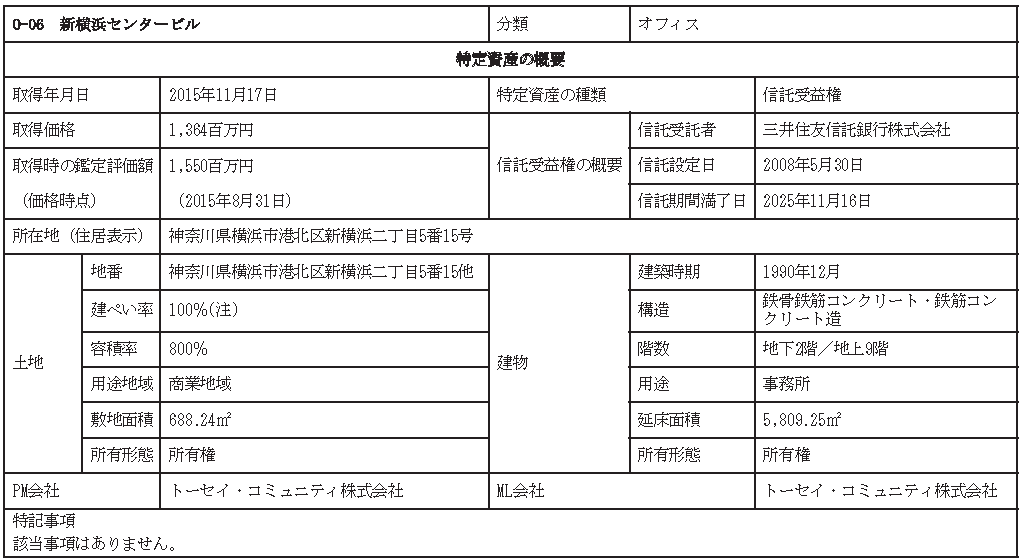 O-06　新横浜センタービル　分類　オフィス
特定資産の概要
取得年月日　2015年11月17日　特定資産の種類　信託受益権
取得価格　1,364百万円　信託受益権の概要　信託受託者　三井住友信託銀行株式会社
取得時の鑑定評価額　1,550百万円　信託設定日　2008年5月30日
（価格時点）　（2015年8月31日）　信託期間満了日　2025年11月16日
所在地（住居表示）　神奈川県横浜市港北区新横浜二丁目5番15号
土地　地番　神奈川県横浜市港北区新横浜二丁目5番15他　建物　建築時期　1990年12月
建ぺい率　100%(注)　構造　鉄骨鉄筋コンクリート・鉄筋コン
クリート造
容積率　800%　階数　地下2階／地上9階
用途地域　商業地域　用途　事務所
敷地面積　688.24㎡　延床面積　5,809.25㎡
所有形態　所有権　所有形態　所有権
PM会社　トーセイ・コミュニティ株式会社　ML会社　トーセイ・コミュニティ株式会社
特記事項
該当事項はありません。